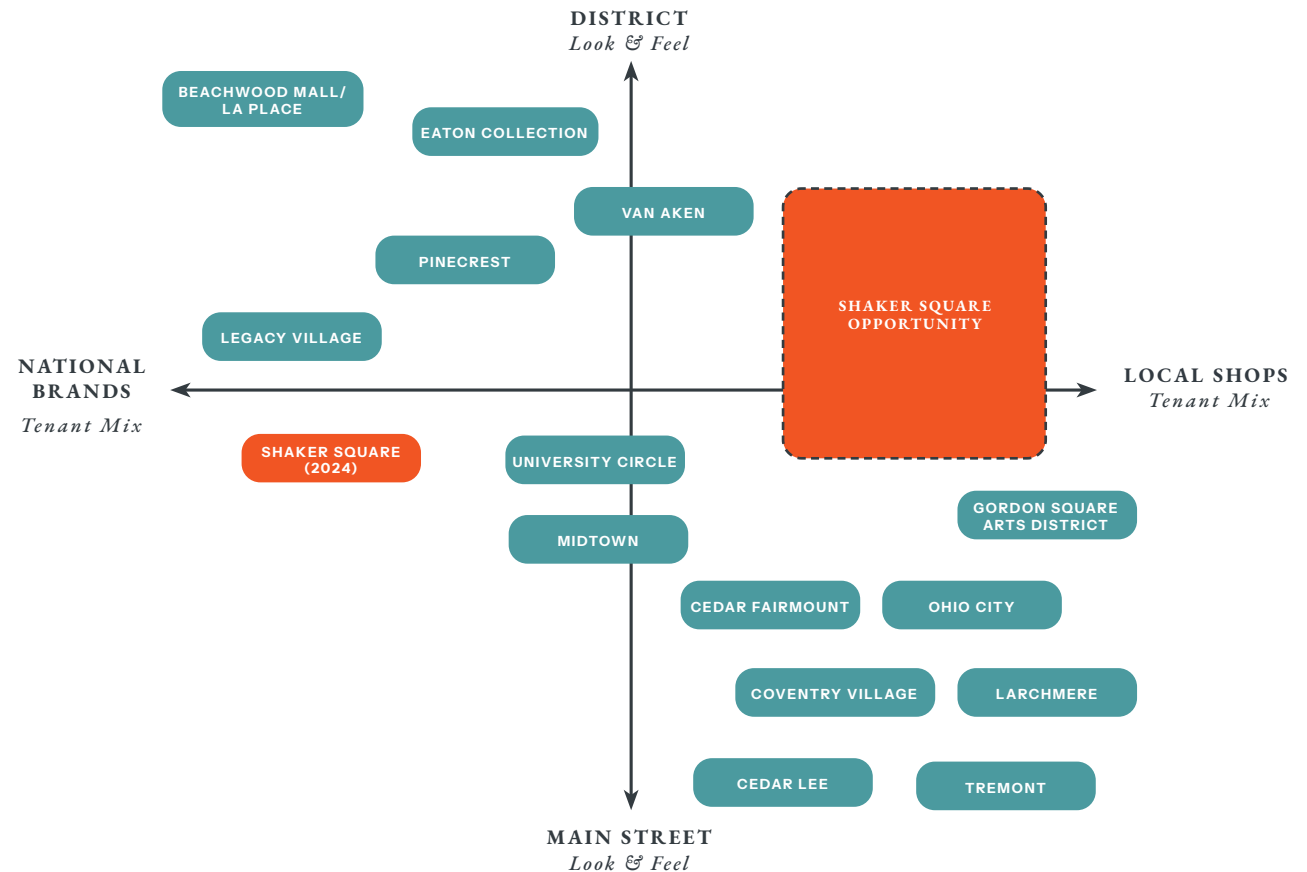 DISTRICT
Look & Feel
BEACHWOOD MALL/
LA PLACE
EATON COLLECTION
VAN AKEN
PINECREST
SHAKER SQUARE
OPPORTUNITY
LEGACY VILLAGE
NATIONAL
BRANDS
Tenant Mix
LOCAL SHOPS
Tenant Mix
SHAKER SQUARE
(2024)
UNIVERSITY CIRCLE
GORDON SQUARE
ARTS DISTRICT
MIDTOWN
CEDAR FAIRMOUNT
OHIO CITY
COVENTRY VILLAGE
LARCHMERE
CEDAR LEE
TREMONT
MAIN STREET
Look & Feel